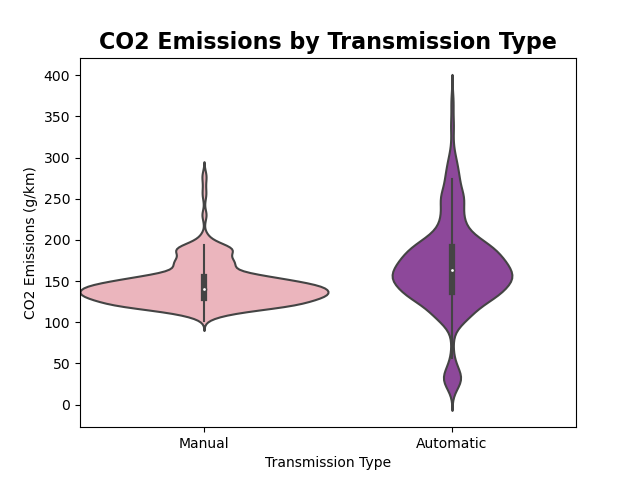 CO2 Emissions by Transmission Type
400
350
300
250
200
150
100
50
0
CO2 Emissions (g/km)
Manual
Automatic
Transmission Type